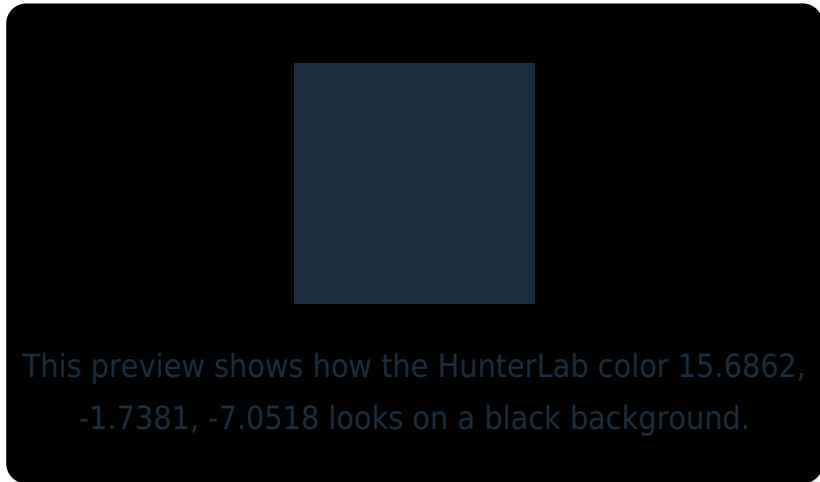 This preview shows how the HunterLab color 15.6862,
-1.7381, -7.0518 looks on a black background.